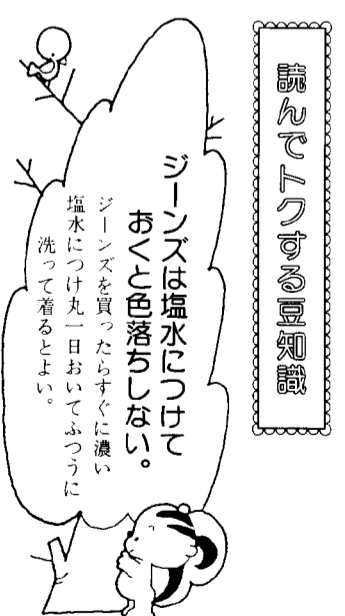 読んでトクする豆知識
ジーンズは塩水につけて
おくと色落ちしない。
ジーンズを買ったらすぐに濃い
塩水につけ丸一日おいてふつうに
洗って着るとよい。